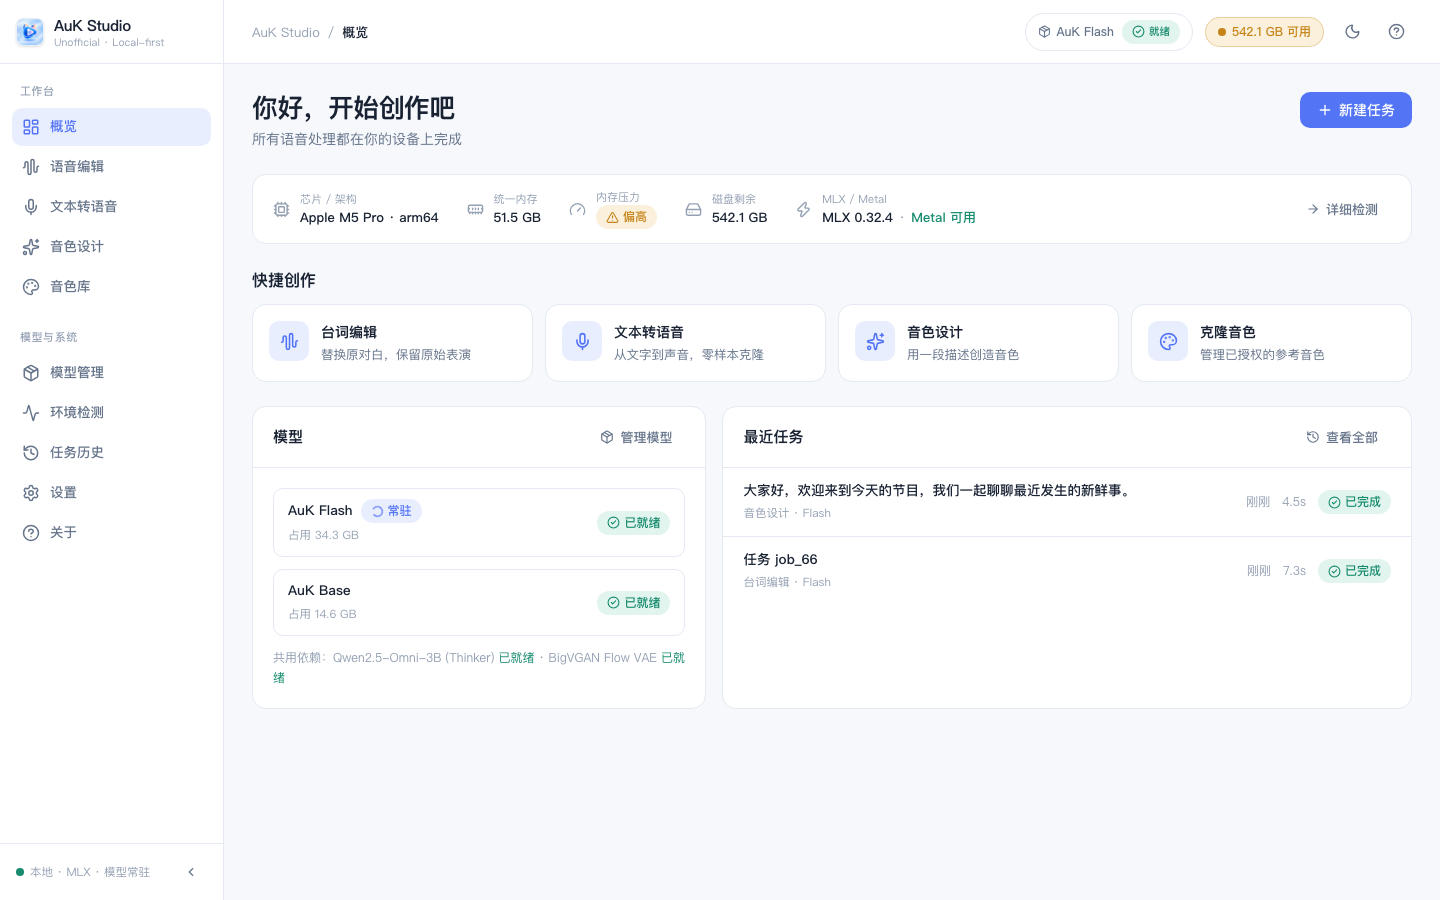 AuK Studio
Unofficial · Local-first
AuK Studio / 概览
AuK Flash 就绪
542.1 GB 可用
工作台
概览
语音编辑
文本转语音
音色设计
音色库
模型与系统
模型管理
环境检测
任务历史
设置
关于
本地 · MLX · 模型常驻
你好，开始创作吧
所有语音处理都在你的设备上完成
新建任务
芯片 / 架构
Apple M5 Pro · arm64
统一内存
51.5 GB
内存压力
偏高
磁盘剩余
542.1 GB
MLX / Metal
MLX 0.32.4 · Metal 可用
详细检测
快捷创作
台词编辑
替换原对白，保留原始表演
文本转语音
从文字到声音，零样本克隆
音色设计
用一段描述创造音色
克隆音色
管理已授权的参考音色
模型
管理模型
AuK Flash 常驻
占用 34.3 GB
已就绪
AuK Base
占用 14.6 GB
已就绪
共用依赖：Qwen2.5-Omni-3B (Thinker) 已就绪 · BigVGAN Flow VAE 已就
绪
最近任务
查看全部
大家好，欢迎来到今天的节目，我们一起聊聊最近发生的新鲜事。
音色设计 · Flash
刚刚 4.5s 已完成
任务 job_66
台词编辑 · Flash
刚刚 7.3s 已完成